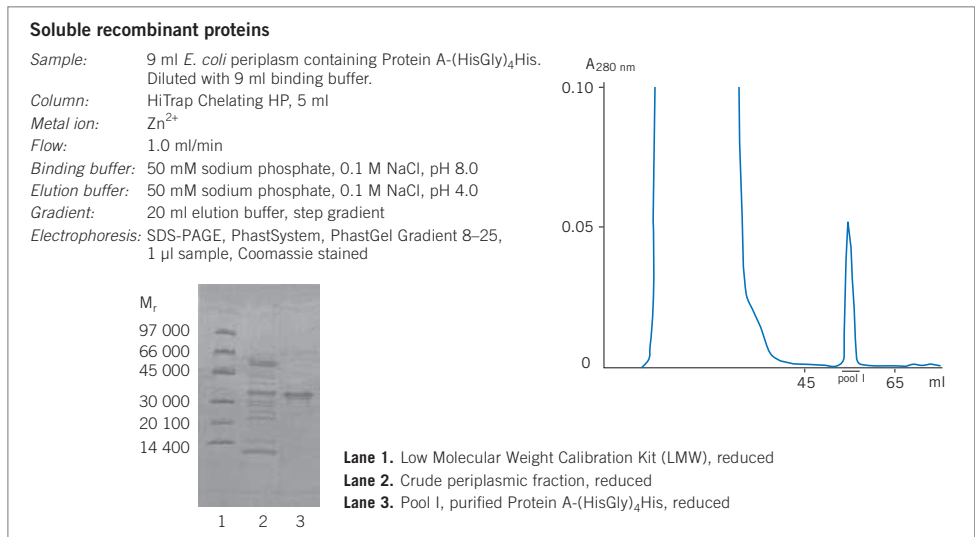 Soluble recombinant proteins
Sample: 9 ml E. coli periplasm containing Protein A-(HisGly)₄His.
Diluted with 9 ml binding buffer.
Column: HiTrap Chelating HP, 5 ml
Metal ion: Zn²⁺
Flow: 1.0 ml/min
Binding buffer: 50 mM sodium phosphate, 0.1 M NaCl, pH 8.0
Elution buffer: 50 mM sodium phosphate, 0.1 M NaCl, pH 4.0
Gradient: 20 ml elution buffer, step gradient
Electrophoresis: SDS-PAGE, PhastSystem, PhastGel Gradient 8–25,
1 µl sample, Coomassie stained
A₂₈₀ ₙₘ
0.10
0.05
0
45 pool I 65 ml
Mᵣ
97 000
66 000
45 000
30 000
20 100
14 400
1 2 3
Lane 1. Low Molecular Weight Calibration Kit (LMW), reduced
Lane 2. Crude periplasmic fraction, reduced
Lane 3. Pool I, purified Protein A-(HisGly)₄His, reduced